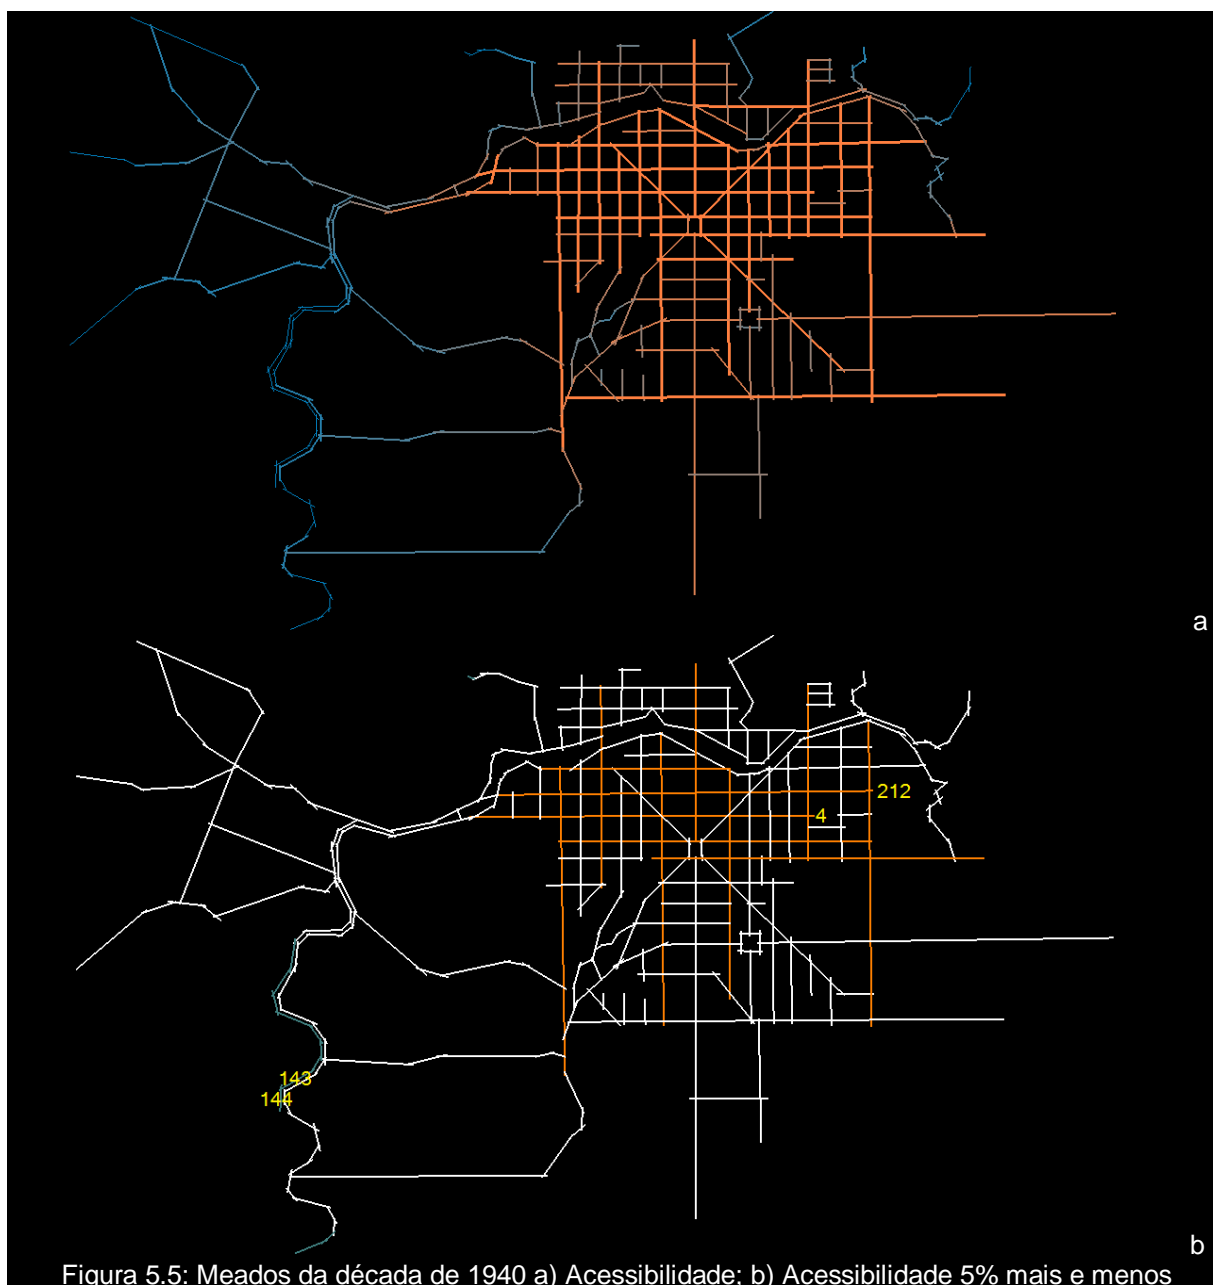 a
212
4
143
144
b
Figura 5.5: Meados da década de 1940 a) Acessibilidade; b) Acessibilidade 5% mais e menos